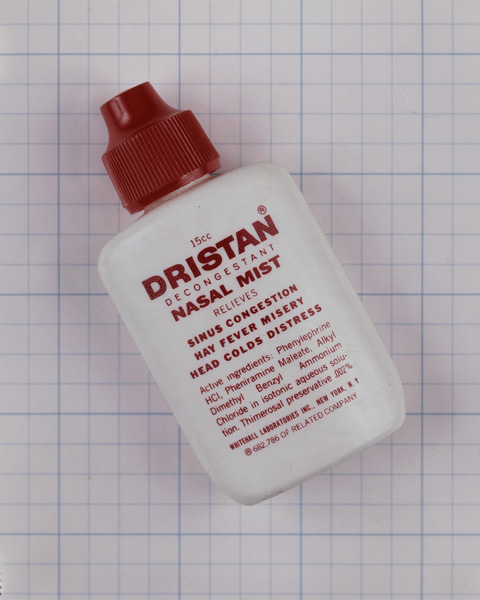 15cc
DRISTAN®
DECONGESTANT
NASAL MIST
RELIEVES
SINUS CONGESTION
HAY FEVER MISERY
HEAD COLDS DISTRESS
Active ingredients: Phenylephrine
HCl, Pheniramine Maleate, Alkyl
Dimethyl Benzyl Ammonium
Chloride in isotonic aqueous solu-
tion. Thimerosal preservative .002%
WHITEHALL LABORATORIES INC., NEW YORK, N.Y
® 682,786 OF RELATED COMPANY